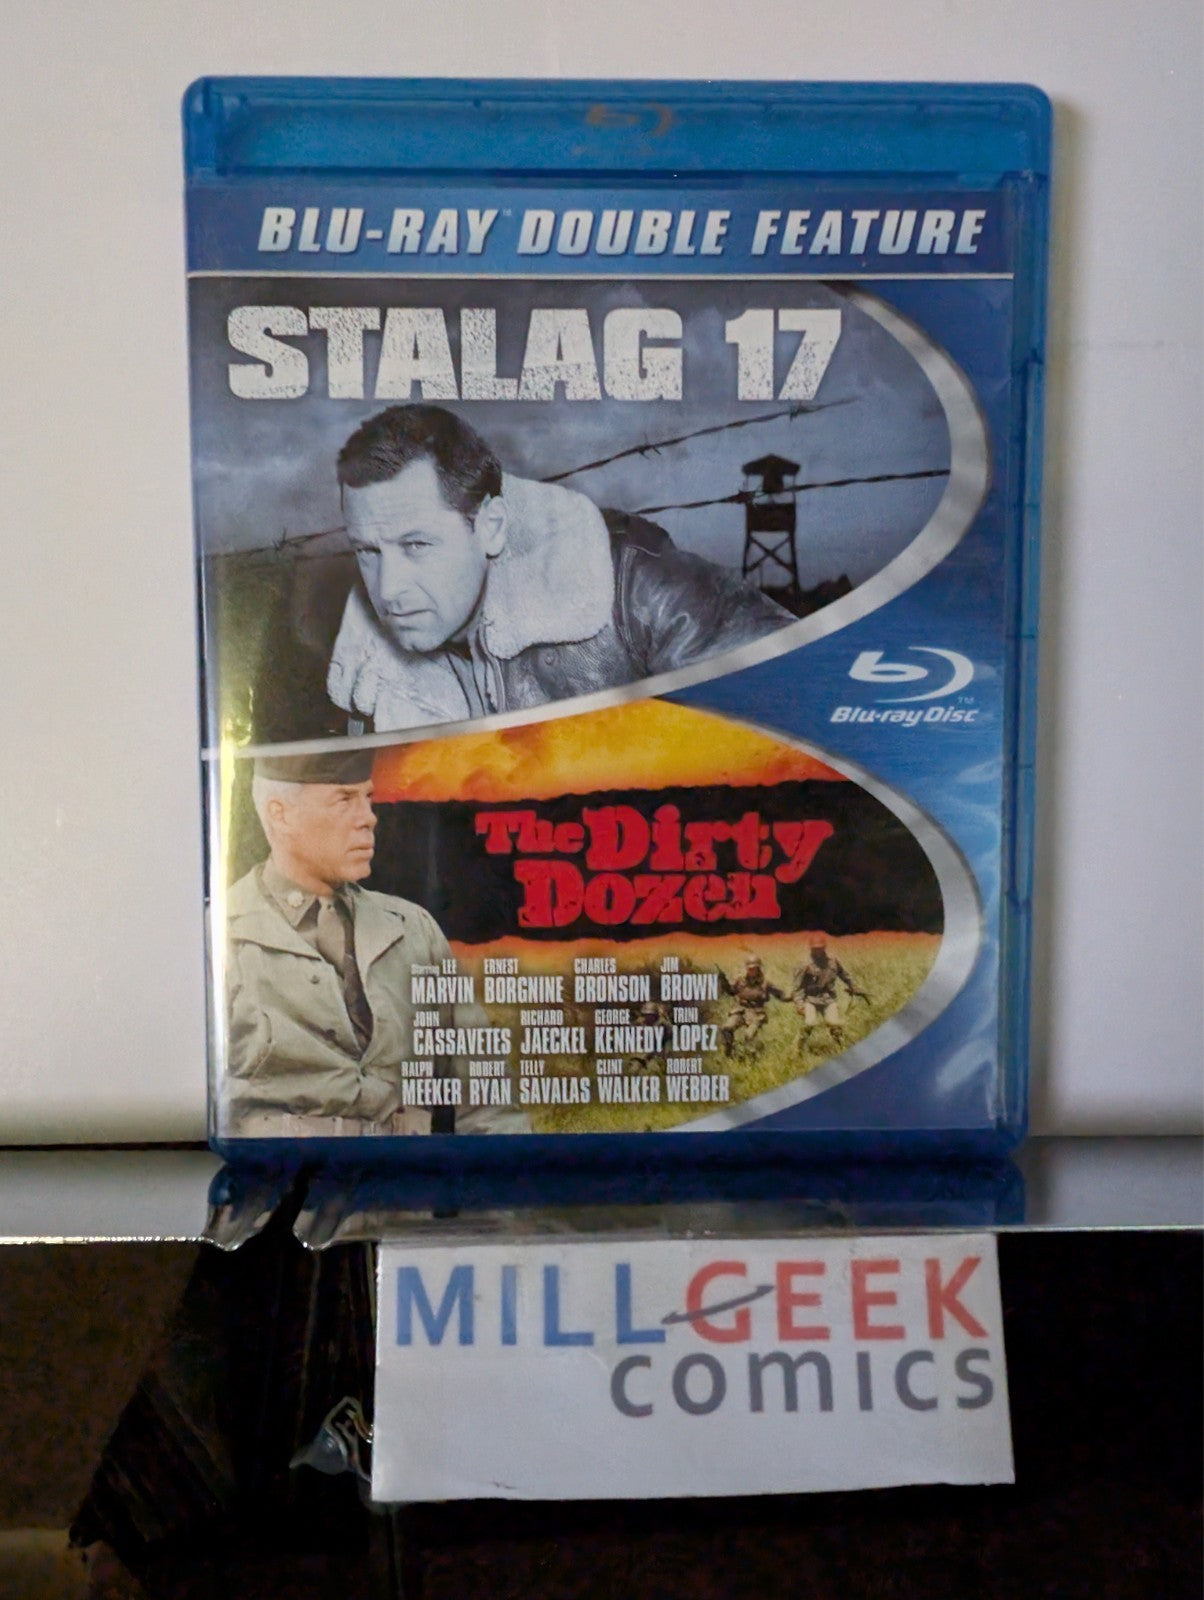 BLU-RAY™ DOUBLE FEATURE
STALAG 17
Blu-ray Disc™
The Dirty
Dozen
Starring LEE MARVIN ERNEST BORGNINE CHARLES BRONSON JIM BROWN
JOHN CASSAVETES RICHARD JAECKEL GEORGE KENNEDY TRINI LOPEZ
RALPH MEEKER ROBERT RYAN TELLY SAVALAS CLINT WALKER ROBERT WEBBER
MILLGEEK
comics